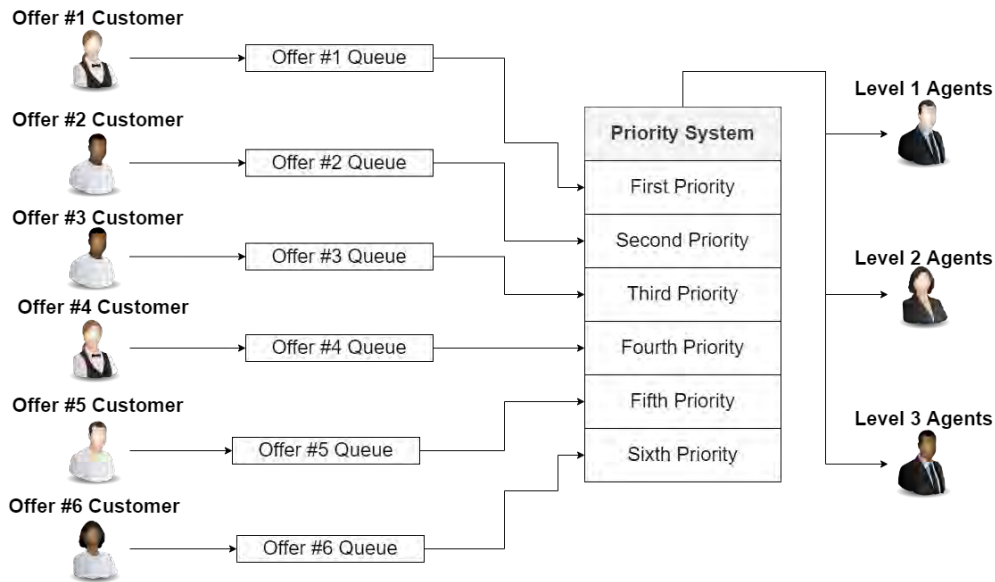 Offer #1 Customer
Offer #1 Queue
Offer #2 Customer
Offer #2 Queue
Offer #3 Customer
Offer #3 Queue
Offer #4 Customer
Offer #4 Queue
Offer #5 Customer
Offer #5 Queue
Offer #6 Customer
Offer #6 Queue
Priority System
First Priority
Second Priority
Third Priority
Fourth Priority
Fifth Priority
Sixth Priority
Level 1 Agents
Level 2 Agents
Level 3 Agents